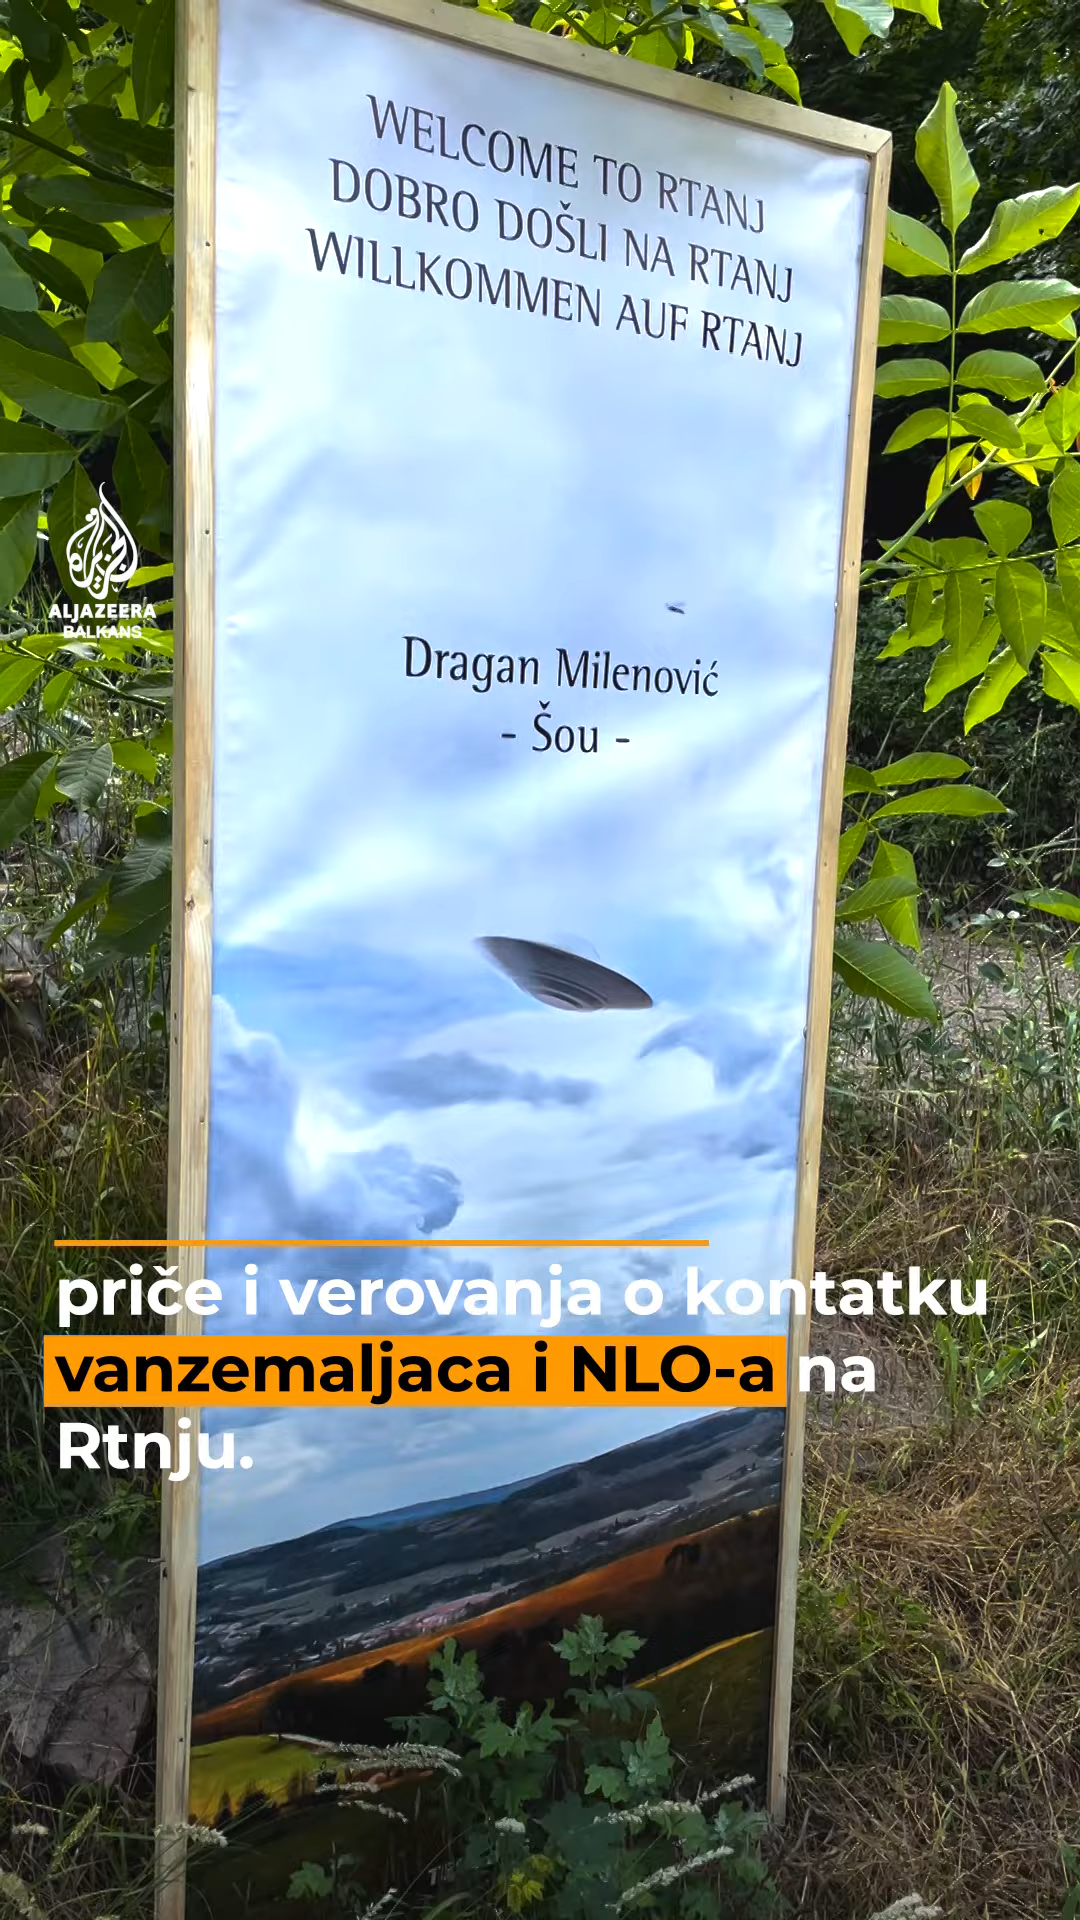 WELCOME TO RTANJ
DOBRO DOŠLI NA RTANJ
WILLKOMMEN AUF RTANJ
ALJAZEERA
BALKANS
Dragan Milenović
- Šou -
priče i verovanja o kontatku
vanzemaljaca i NLO-a na
Rtnju.